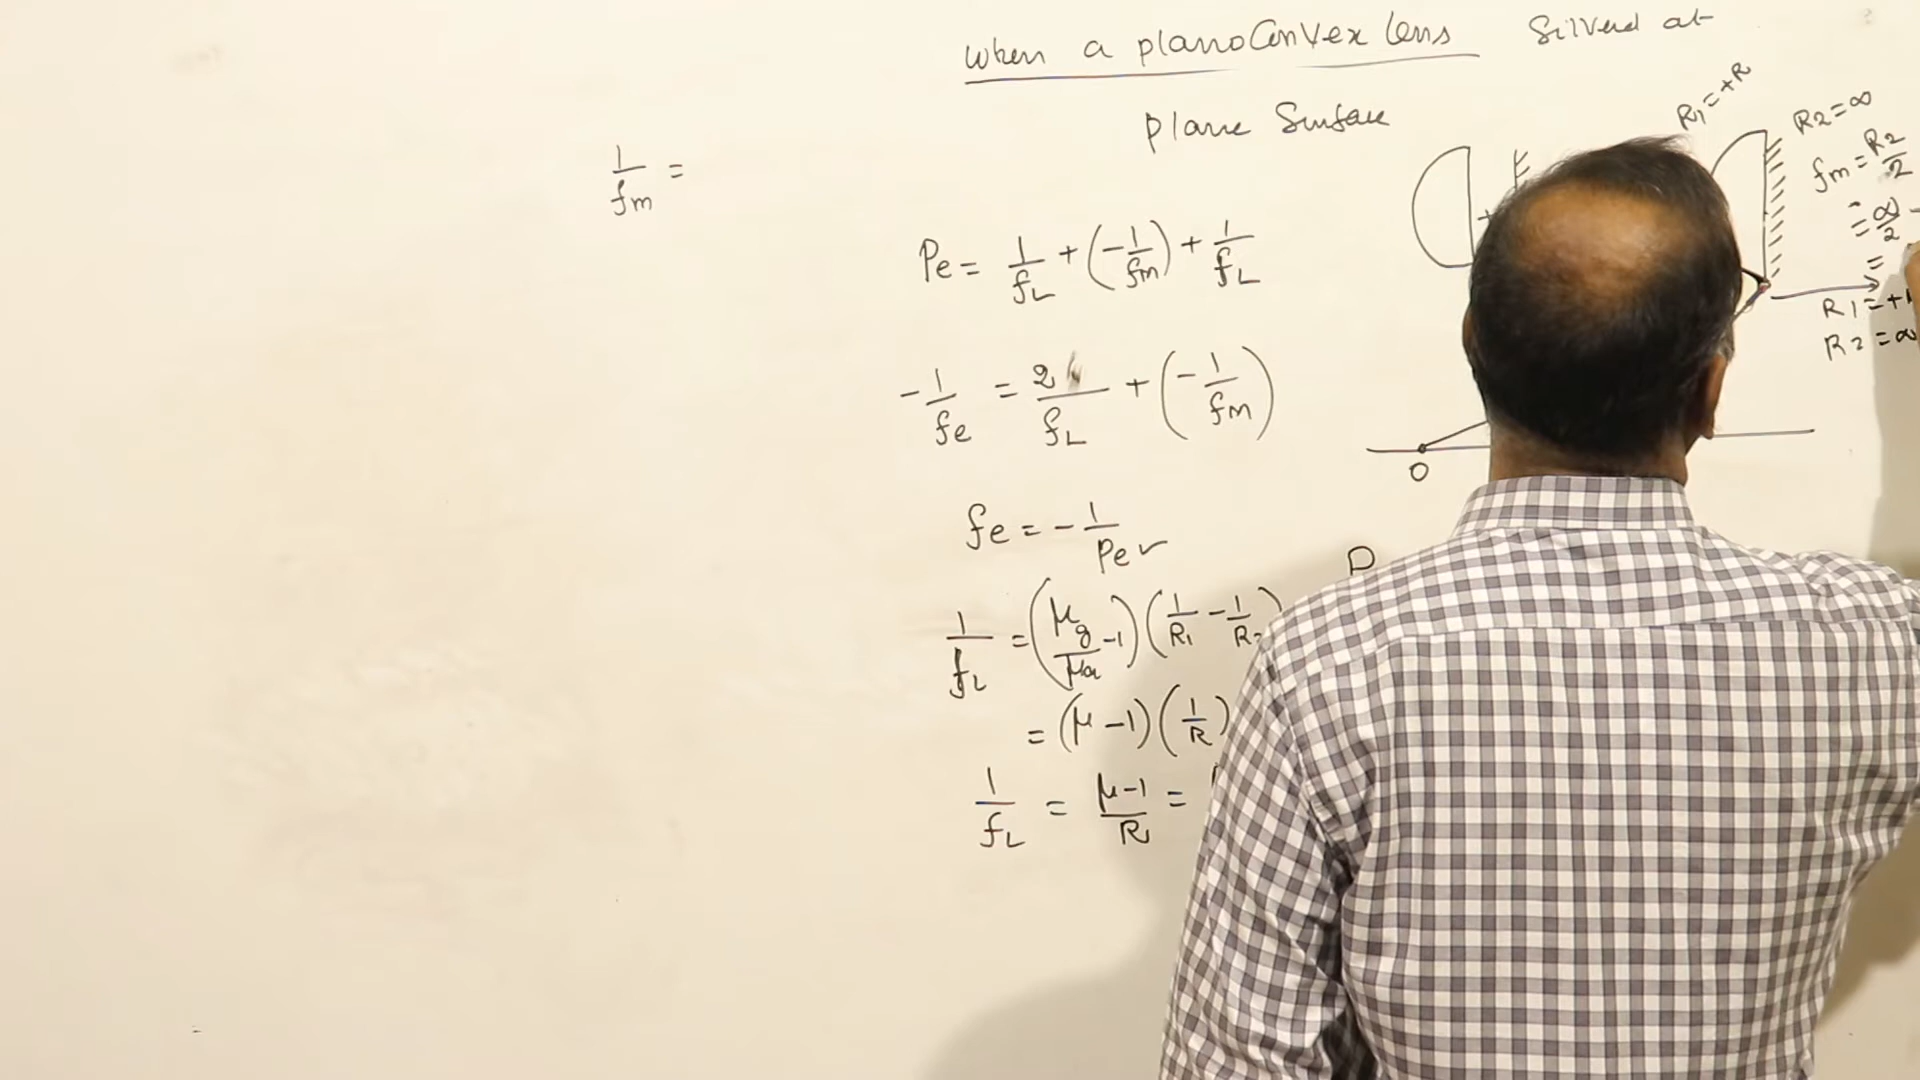 When a planoConvex lens Silverd at
plane Surface
R₁=+R
R₂=∞
fm=R₂/2
=∞/2
=
R₁=+
R₂=∞
1/fm =
Pe = 1/fL + (-1/fm) + 1/fL
-1/fe = 2/fL + (-1/fm)
O
fe = -1/Pe
1/fL = (μg/μa -1)(1/R₁ - 1/R₂)
= (μ-1)(1/R)
1/fL = μ-1/R =